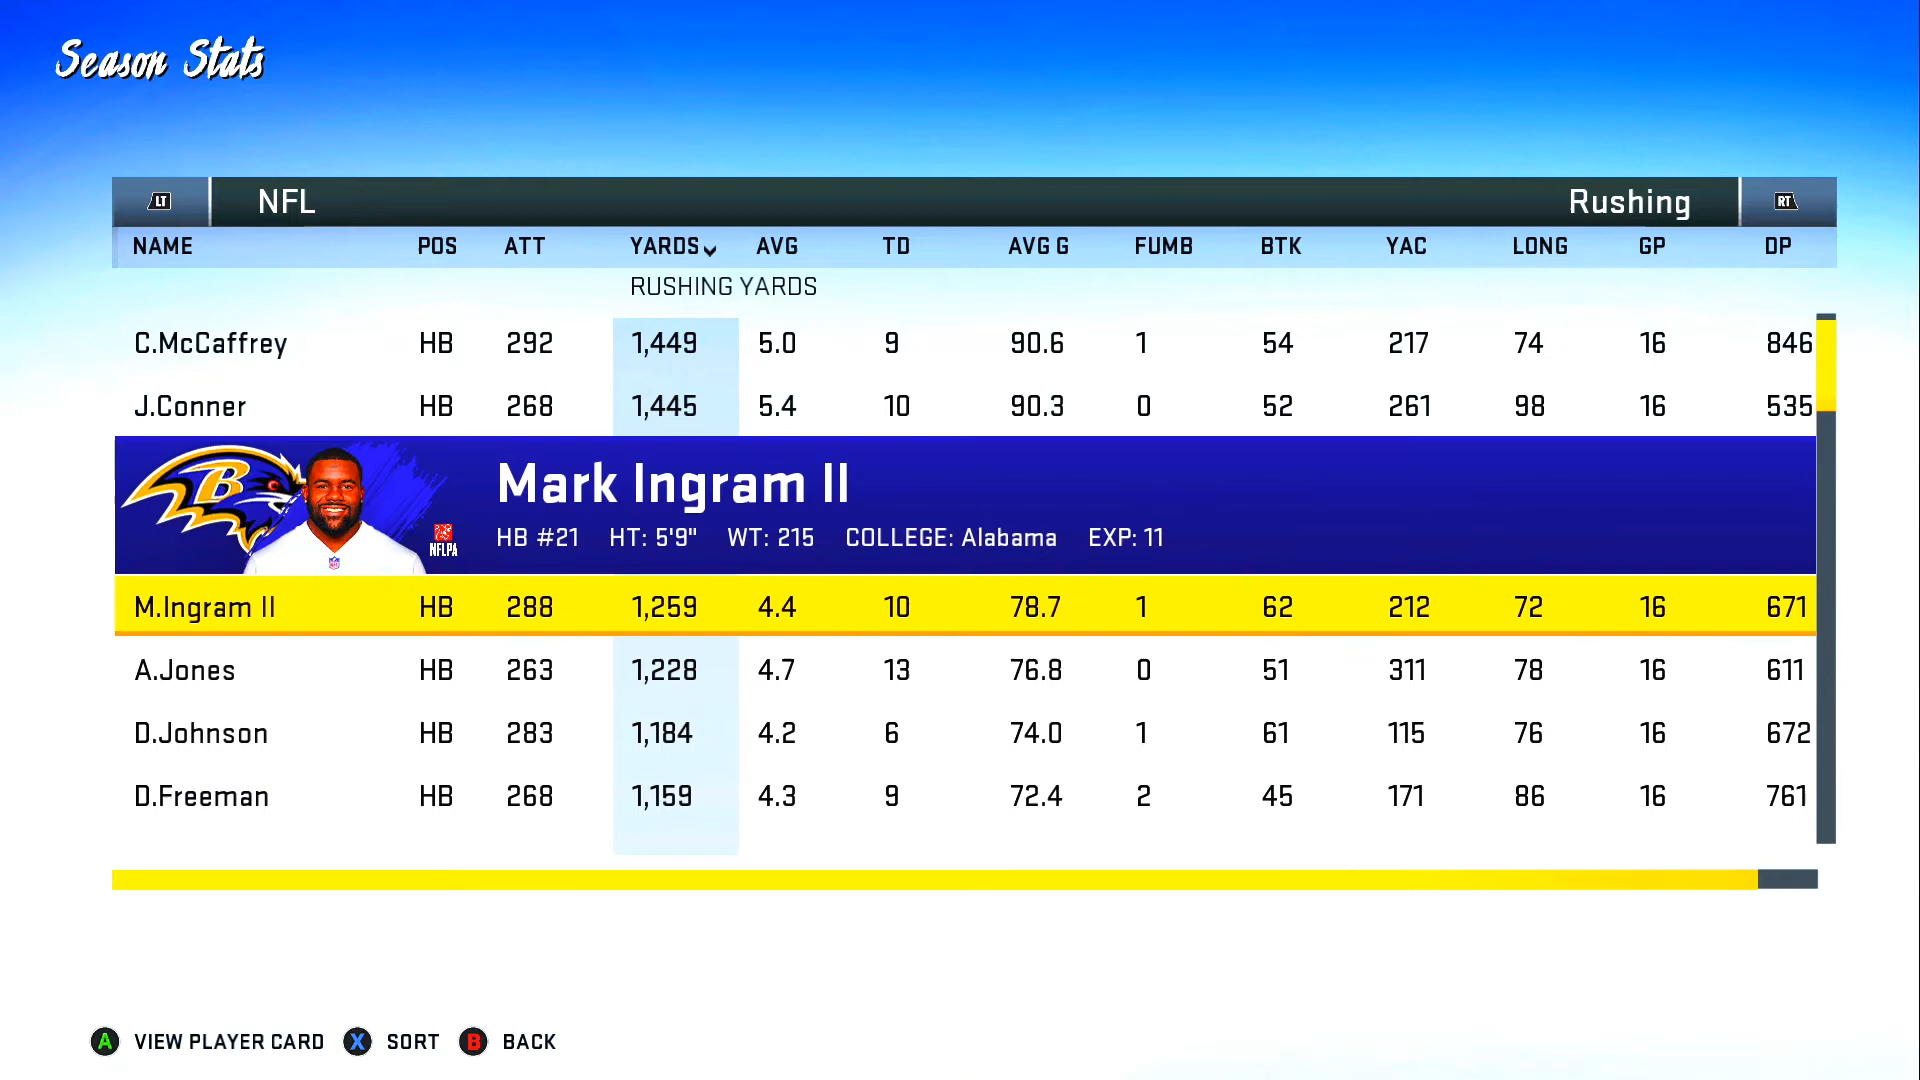 Season Stats
LT NFL Rushing RT
NAME POS ATT YARDS AVG TD AVG G FUMB BTK YAC LONG GP DP
RUSHING YARDS
C.McCaffrey HB 292 1,449 5.0 9 90.6 1 54 217 74 16 846
J.Conner HB 268 1,445 5.4 10 90.3 0 52 261 98 16 535
B
Mark Ingram II
HB #21 HT: 5'9" WT: 215 COLLEGE: Alabama EXP: 11
NFLPA
M.Ingram II HB 288 1,259 4.4 10 78.7 1 62 212 72 16 671
A.Jones HB 263 1,228 4.7 13 76.8 0 51 311 78 16 611
D.Johnson HB 283 1,184 4.2 6 74.0 1 61 115 76 16 672
D.Freeman HB 268 1,159 4.3 9 72.4 2 45 171 86 16 761
A VIEW PLAYER CARD X SORT B BACK